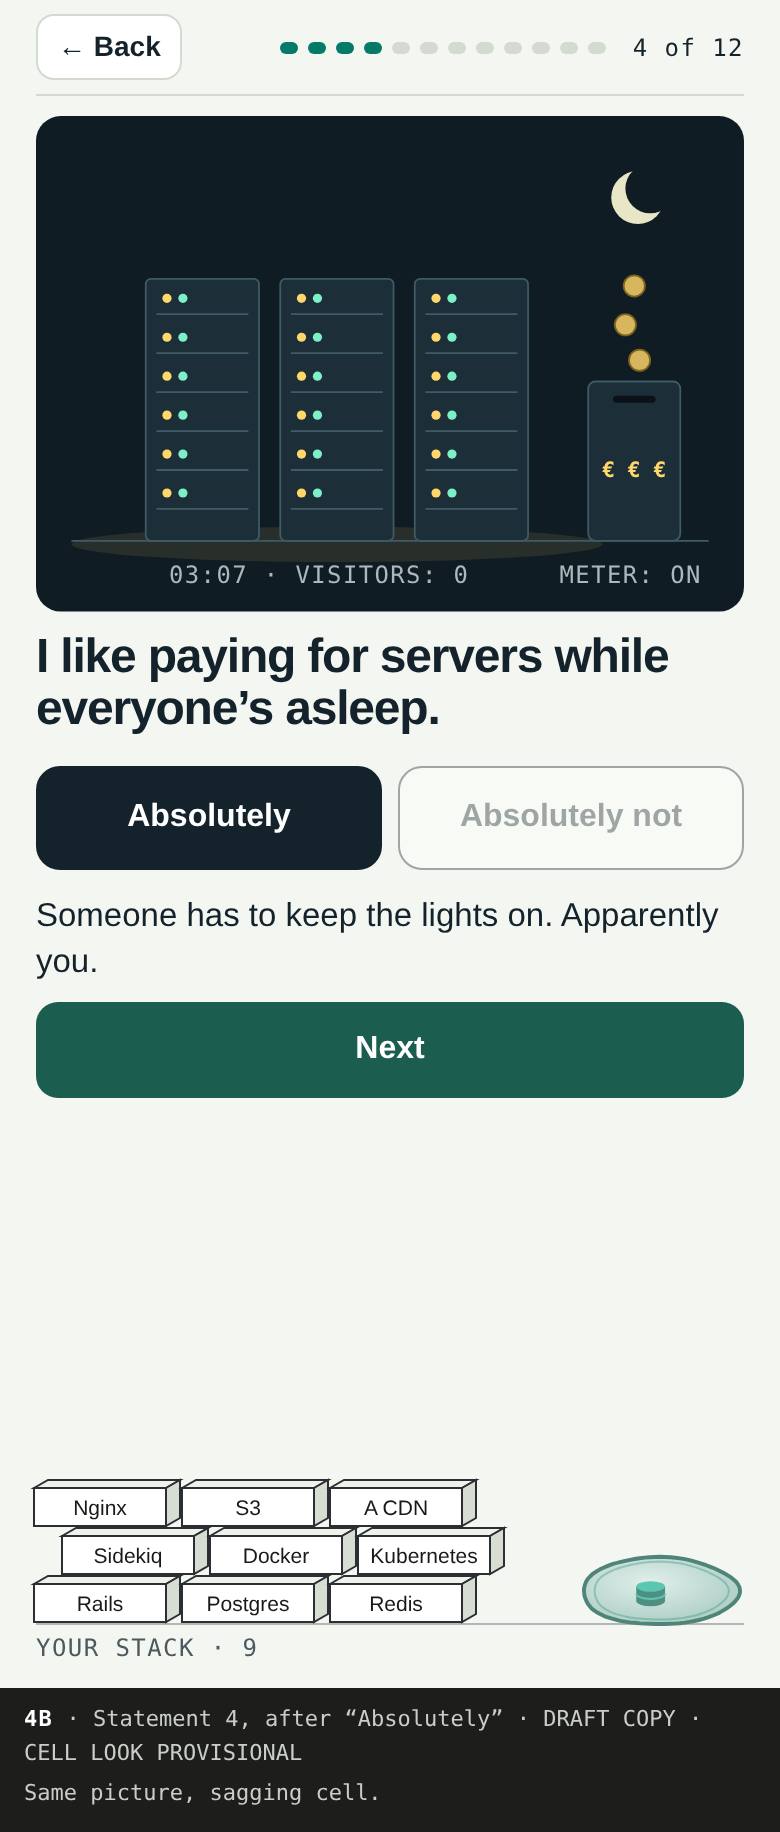 ← Back
4 of 12
€ € €
03:07 · VISITORS: 0
METER: ON
I like paying for servers while
everyone’s asleep.
Absolutely
Absolutely not
Someone has to keep the lights on. Apparently
you.
Next
Nginx
S3
A CDN
Sidekiq
Docker
Kubernetes
Rails
Postgres
Redis
YOUR STACK · 9
4B · Statement 4, after “Absolutely” · DRAFT COPY ·
CELL LOOK PROVISIONAL
Same picture, sagging cell.